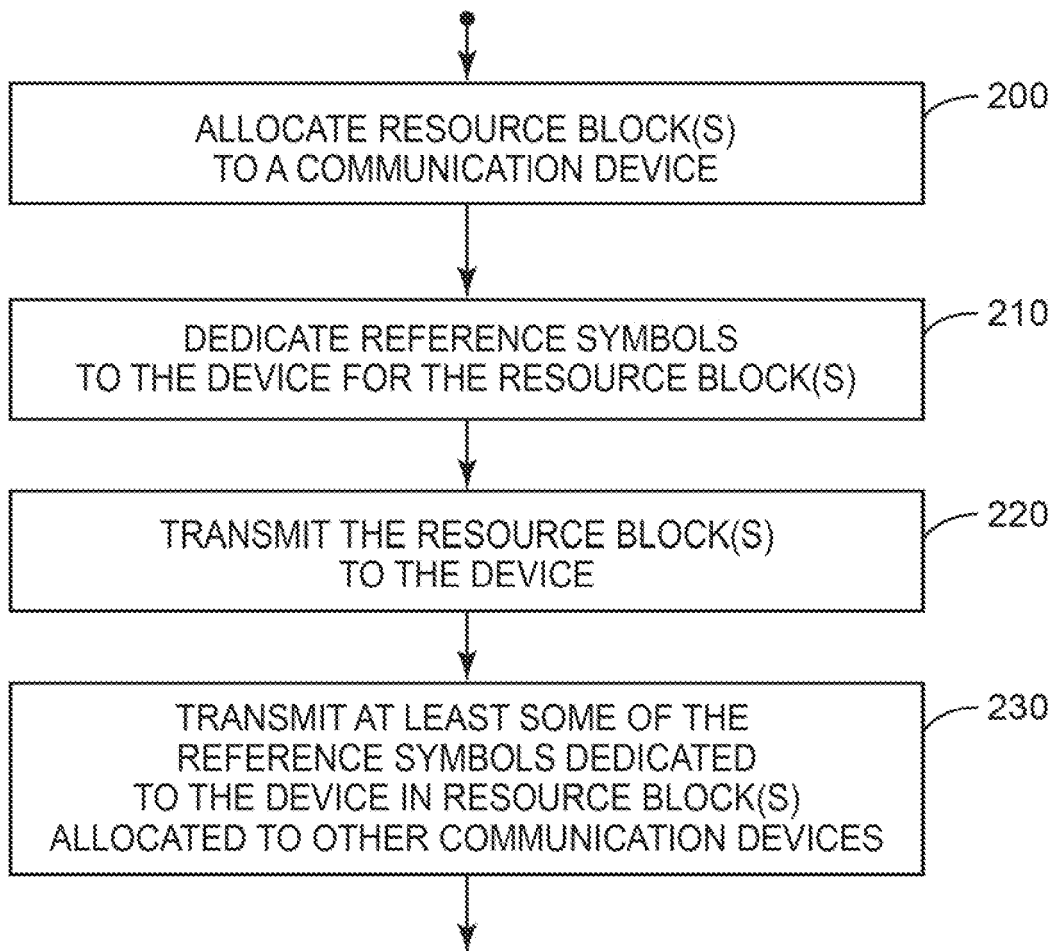 200
ALLOCATE RESOURCE BLOCK(S)
TO A COMMUNICATION DEVICE
210
DEDICATE REFERENCE SYMBOLS
TO THE DEVICE FOR THE RESOURCE BLOCK(S)
220
TRANSMIT THE RESOURCE BLOCK(S)
TO THE DEVICE
230
TRANSMIT AT LEAST SOME OF THE
REFERENCE SYMBOLS DEDICATED
TO THE DEVICE IN RESOURCE BLOCK(S)
ALLOCATED TO OTHER COMMUNICATION DEVICES